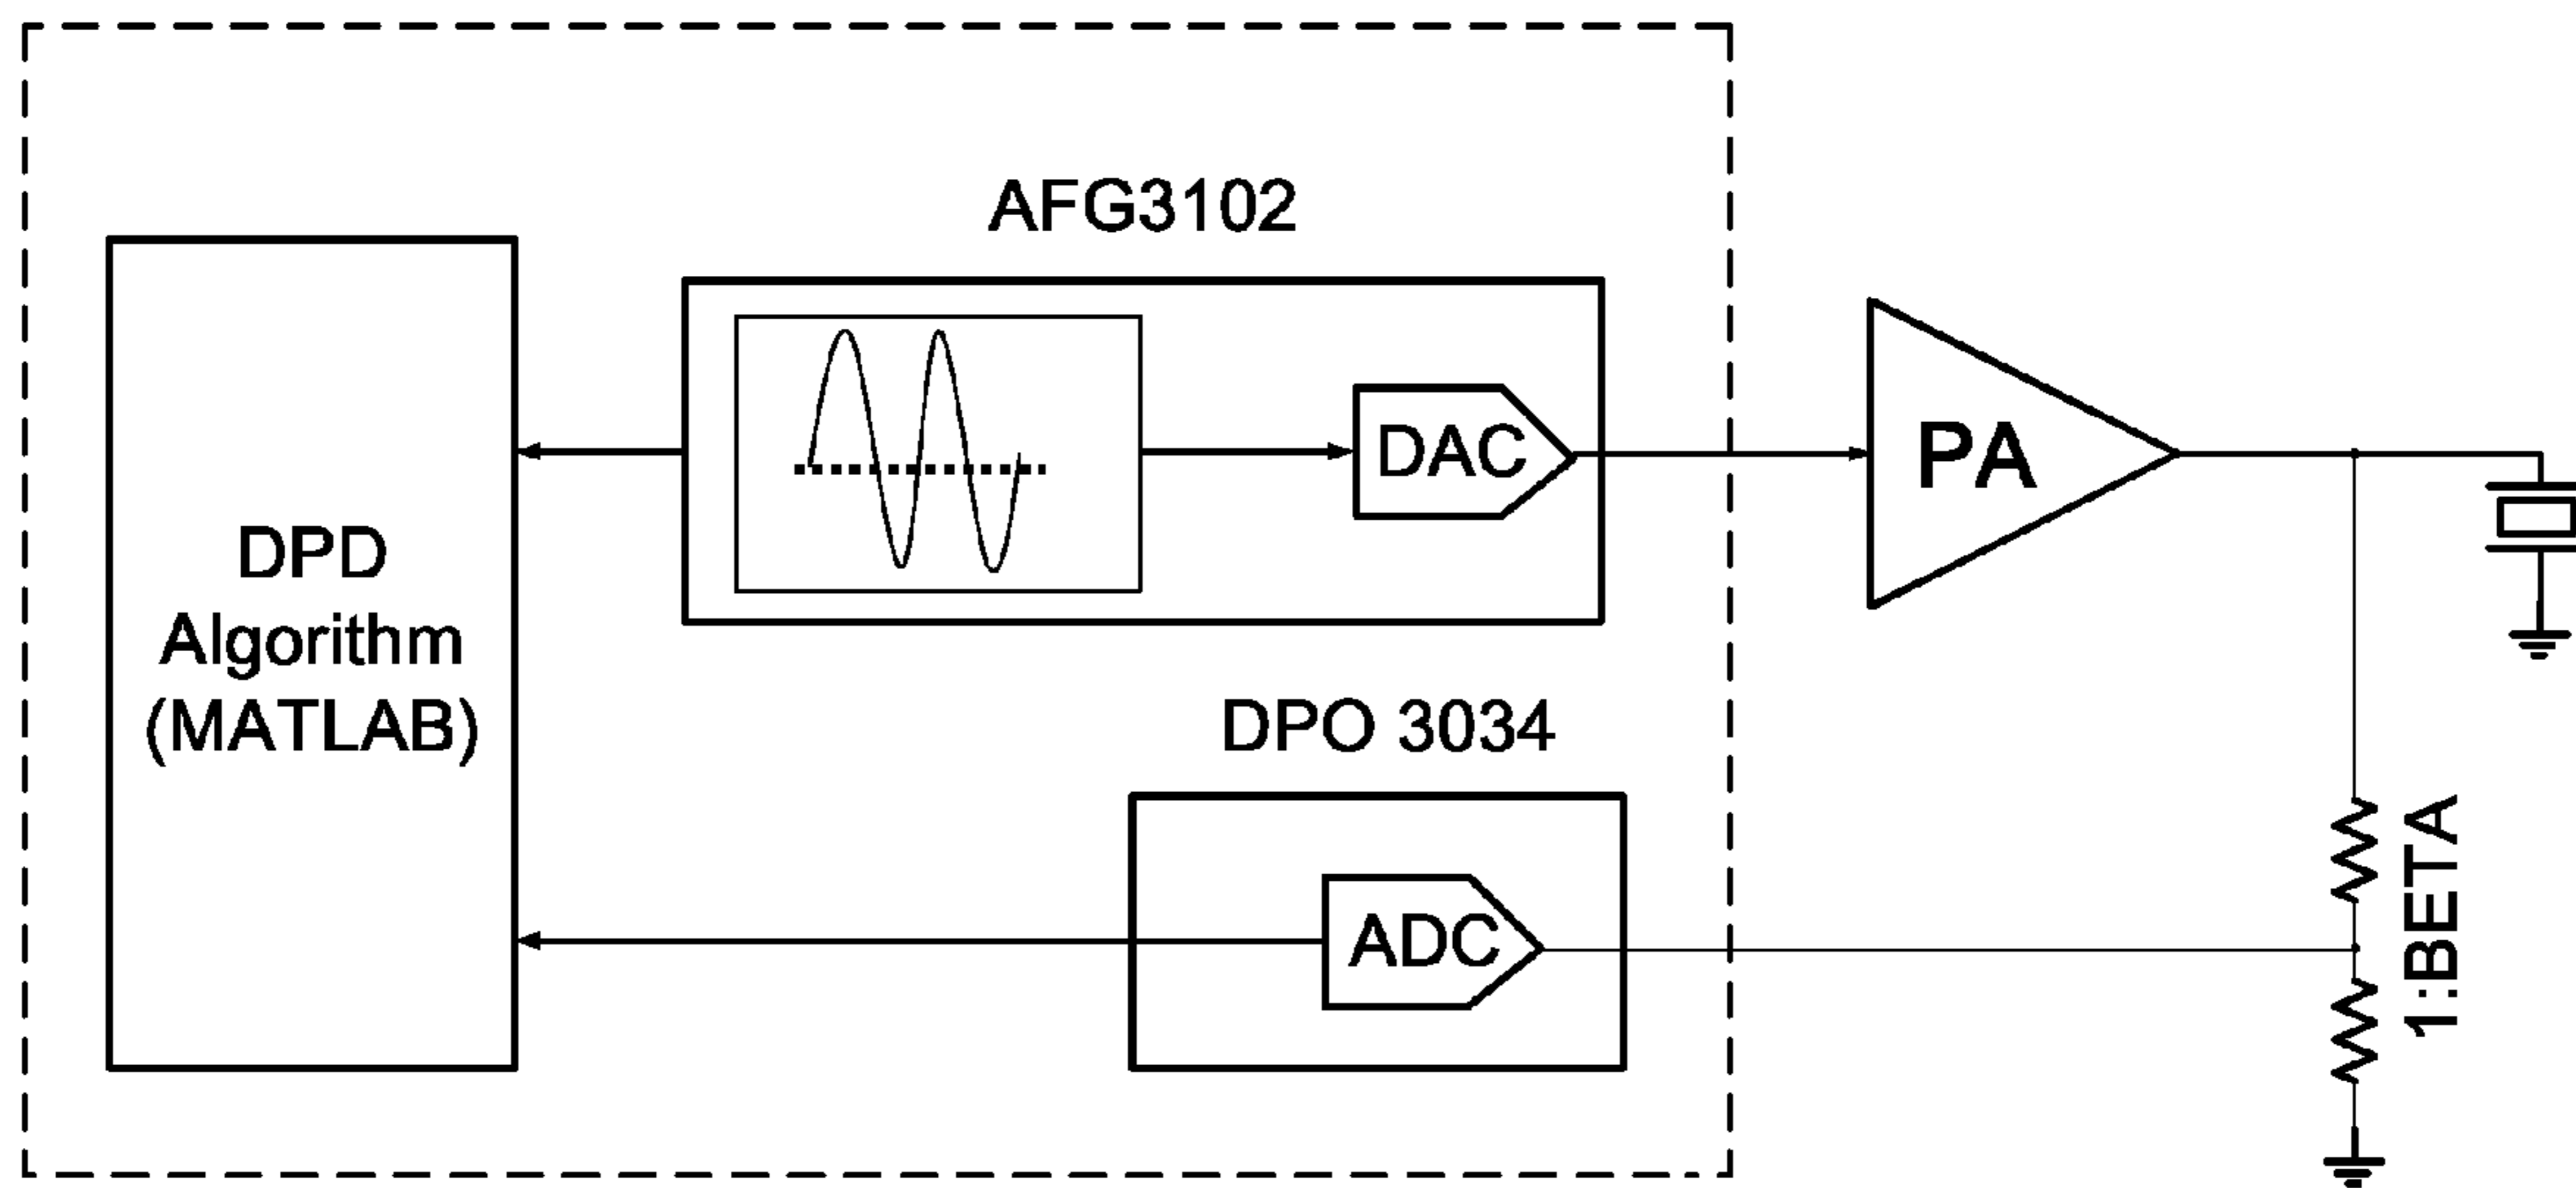 AFG3102
DAC
PA
DPD
Algorithm
(MATLAB)
DPO 3034
ADC
1::BETA